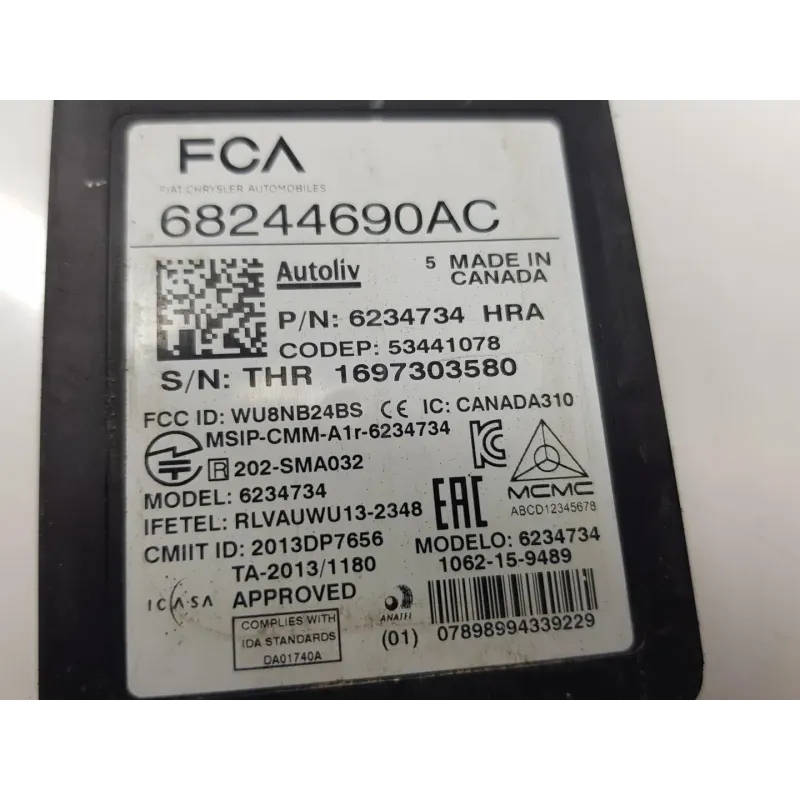 FCA
FIAT CHRYSLER AUTOMOBILES
68244690AC
Autoliv
5 MADE IN
CANADA
P/N: 6234734 HRA
CODEP: 53441078
S/N: THR 1697303580
FCC ID: WU8NB24BS CE IC: CANADA310
MSIP-CMM-A1r-6234734
R 202-SMA032
MODEL: 6234734
EAC
MCMC
ABCD12345678
IFETEL: RLVAUWU13-2348
CMIIT ID: 2013DP7656
MODELO: 6234734
TA-2013/1180
1062-15-9489
ICASA APPROVED
COMPLIES WITH
IDA STANDARDS
DA01740A
ANATEL
(01) 07898994339229